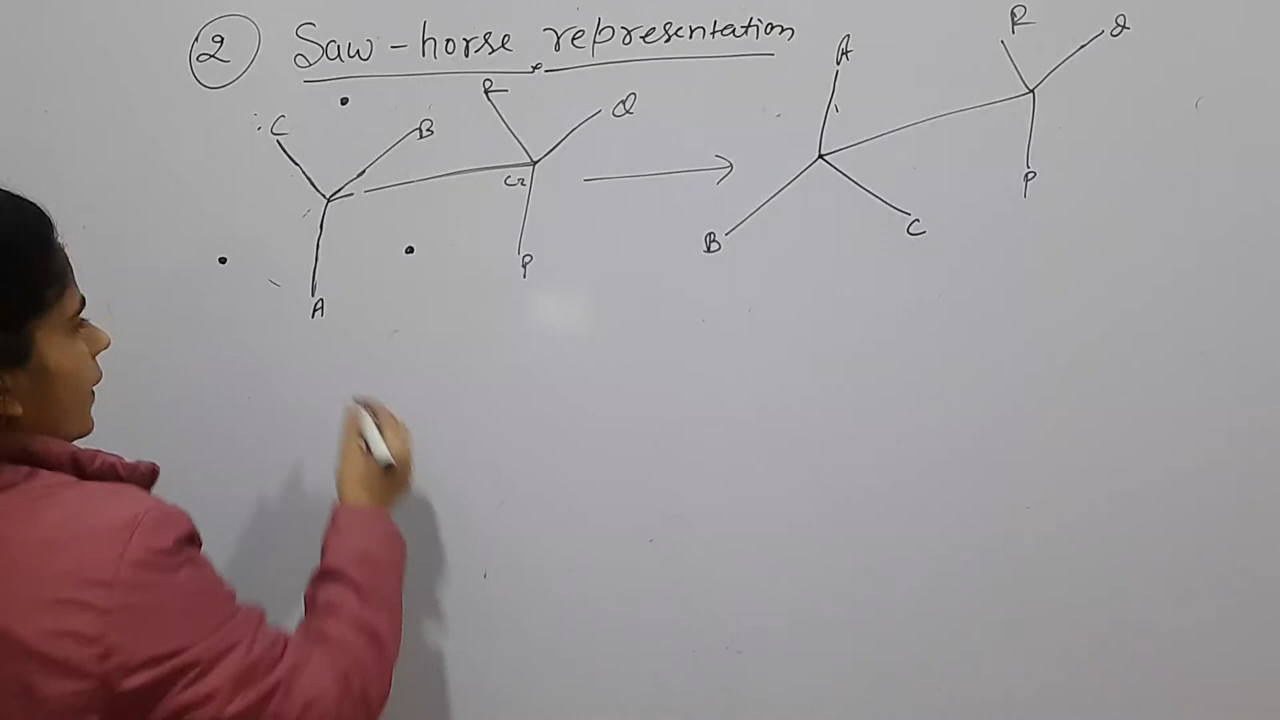 ② Saw-horse representation
C B R Q
C2
A P
A R Q
B C P